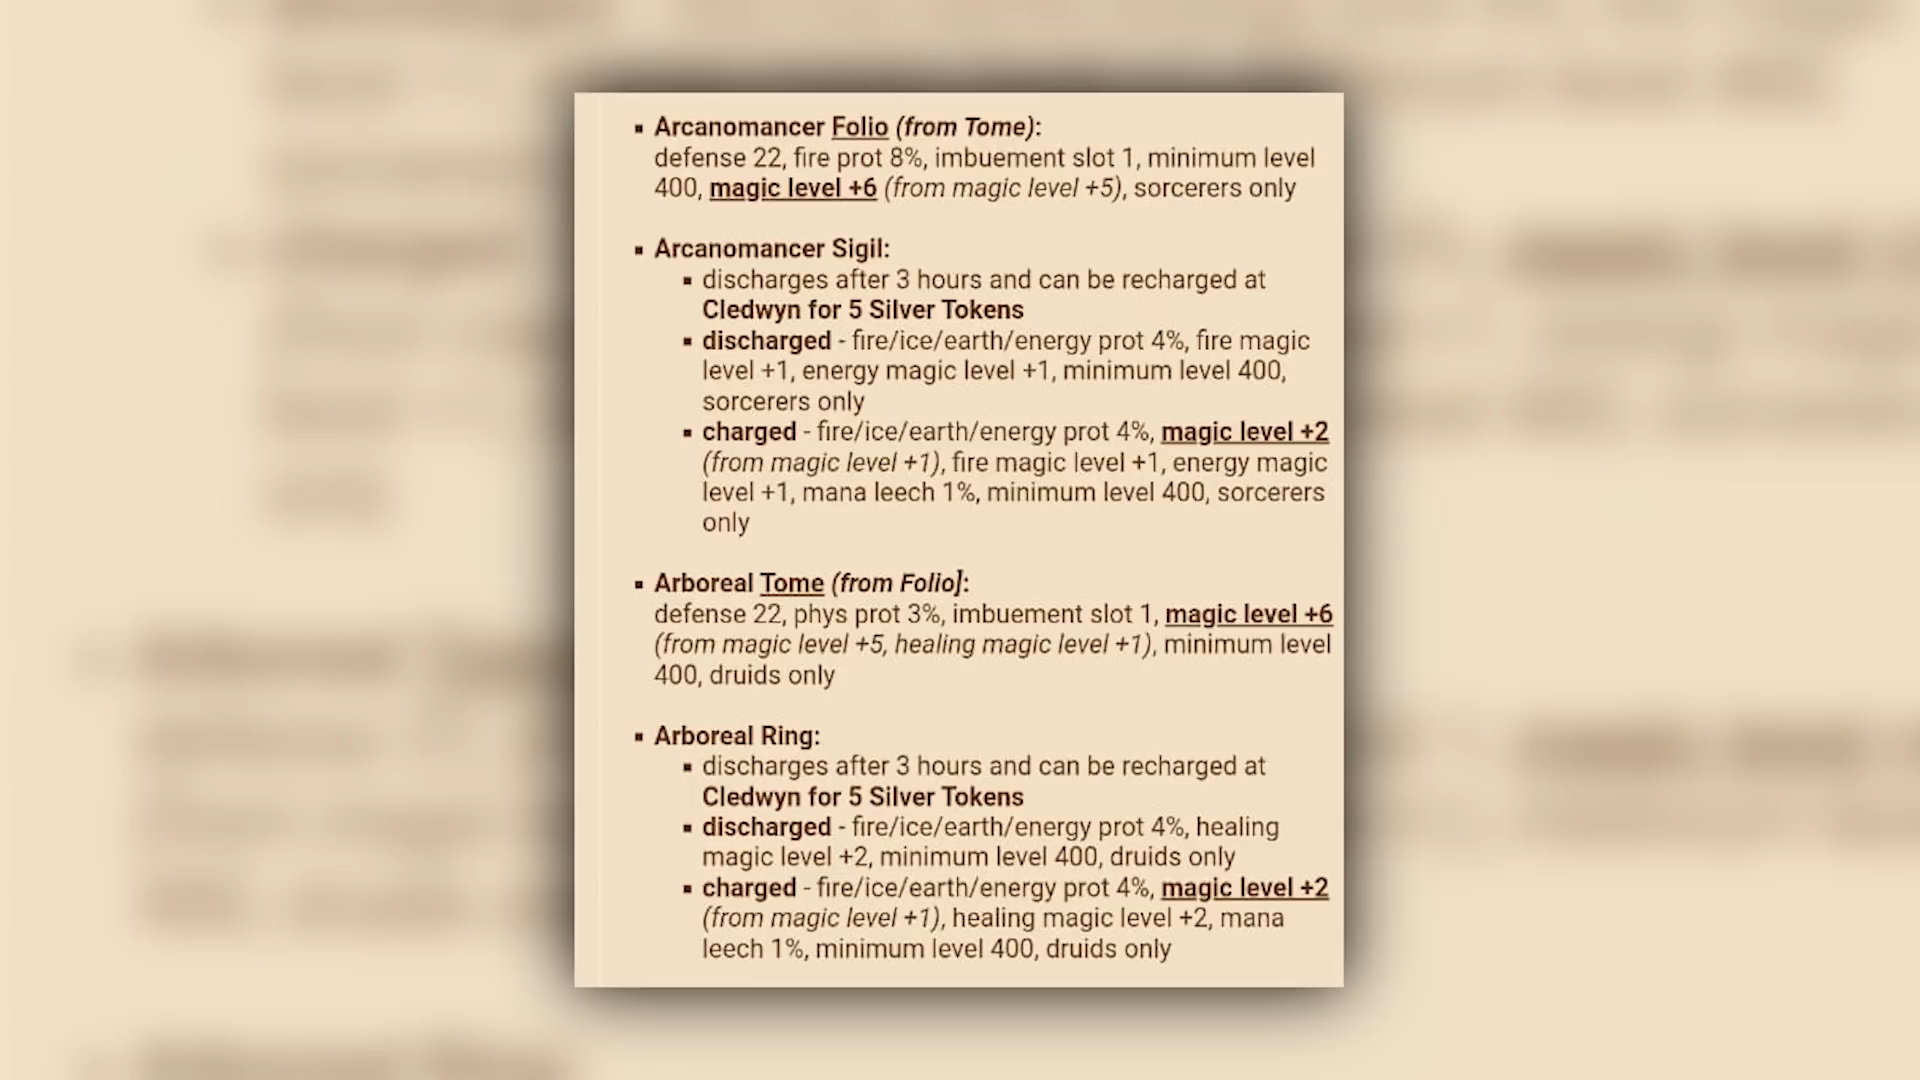 Arcanomancer Folio (from Tome):
defense 22, fire prot 8%, imbuement slot 1, minimum level
400, magic level +6 (from magic level +5), sorcerers only
Arcanomancer Sigil:
discharges after 3 hours and can be recharged at
Cledwyn for 5 Silver Tokens
discharged - fire/ice/earth/energy prot 4%, fire magic
level +1, energy magic level +1, minimum level 400,
sorcerers only
charged - fire/ice/earth/energy prot 4%, magic level +2
(from magic level +1), fire magic level +1, energy magic
level +1, mana leech 1%, minimum level 400, sorcerers
only
Arboreal Tome (from Folio]:
defense 22, phys prot 3%, imbuement slot 1, magic level +6
(from magic level +5, healing magic level +1), minimum level
400, druids only
Arboreal Ring:
discharges after 3 hours and can be recharged at
Cledwyn for 5 Silver Tokens
discharged - fire/ice/earth/energy prot 4%, healing
magic level +2, minimum level 400, druids only
charged - fire/ice/earth/energy prot 4%, magic level +2
(from magic level +1), healing magic level +2, mana
leech 1%, minimum level 400, druids only